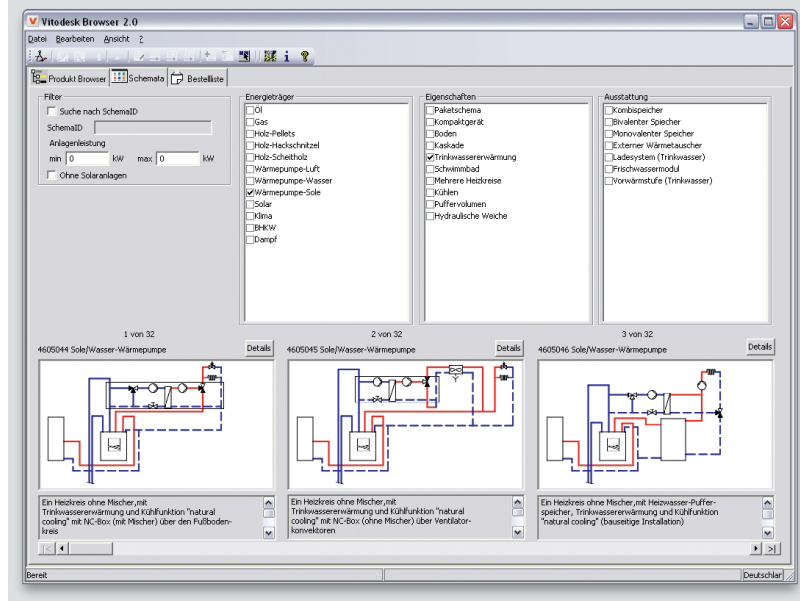 Vitodesk Browser 2.0
Datei Bearbeiten Ansicht ?
Produkt Browser Schemata Bestellliste
Filter
Suche nach SchemaID
SchemaID
Anlagenleistung
min 0 kW max 0 kW
Ohne Solaranlagen
Energieträger
Öl
Gas
Holz-Pellets
Holz-Hackschnitzel
Holz-Scheitholz
Wärmepumpe-Luft
Wärmepumpe-Wasser
Wärmepumpe-Sole
Solar
Klima
BHKW
Dampf
Eigenschaften
Paketschema
Kompaktgerät
Boden
Kaskade
Trinkwassererwärmung
Schwimmbad
Mehrere Heizkreise
Kühlen
Puffervolumen
Hydraulische Weiche
Ausstattung
Kombispeicher
Bivalenter Spiecher
Monovalenter Speicher
Externer Wärmetauscher
Ladesystem (Trinkwasser)
Frischwassermodul
Vorwärmstufe (Trinkwasser)
1 von 32
4605044 Sole/Wasser-Wärmepumpe
Details
Ein Heizkreis ohne Mischer,mit
Trinkwassererwärmung und Kühlfunktion "natural
cooling" mit NC-Box (mit Mischer) über den Fußboden-
kreis
2 von 32
4605045 Sole/Wasser-Wärmepumpe
Details
Ein Heizkreis ohne Mischer,mit
Trinkwassererwärmung und Kühlfunktion "natural
cooling" mit NC-Box (ohne Mischer) über Ventilator-
konvektoren
3 von 32
4605046 Sole/Wasser-Wärmepumpe
Details
Ein Heizkreis ohne Mischer,mit Heizwasser-Puffer-
speicher, Trinkwassererwärmung und Kühlfunktion
"natural cooling" (bauseitige Installation)
Bereit
Deutschlar